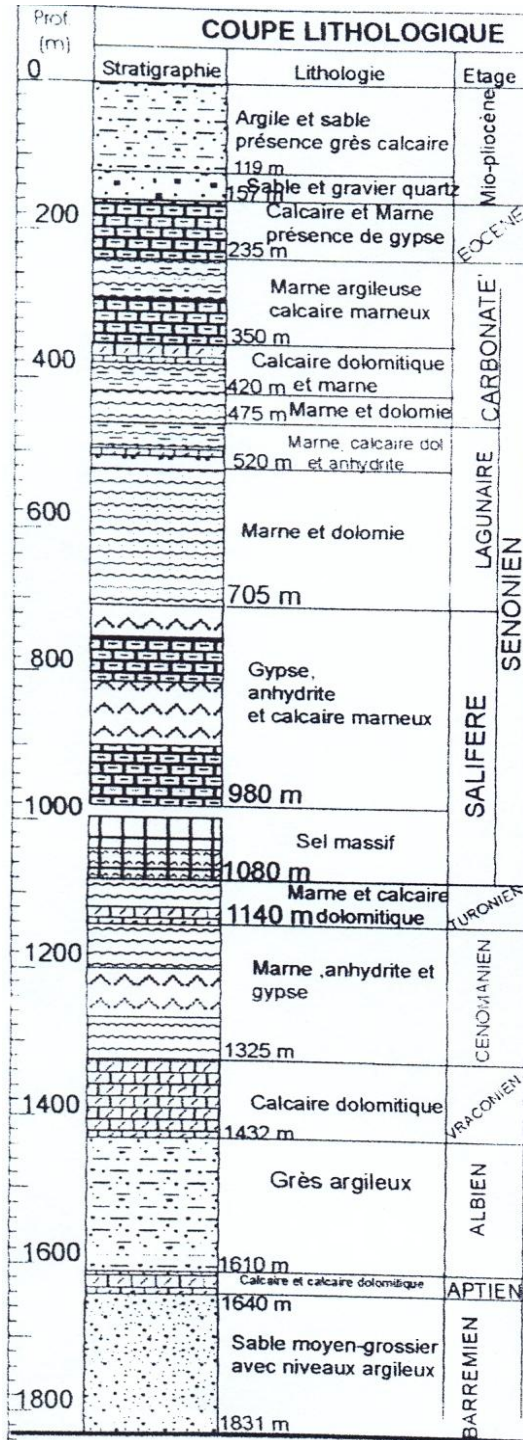 Prof.
(m)
COUPE LITHOLOGIQUE
0
Stratigraphie
Lithologie
Etage
Argile et sable
présence grès calcaire
119 m
Mio-pliocène
Sable et gravier quartz
157 m
200
Calcaire et Marne
présence de gypse
235 m
EOCENE
Marne argileuse
calcaire marneux
350 m
CARBONATE
400
Calcaire dolomitique
420 m et marne
475 m Marne et dolomie
Marne, calcaire dol
520 m et anhydrite
LAGUNAIRE
600
Marne et dolomie
705 m
SENONIEN
800
Gypse,
anhydrite
et calcaire marneux
980 m
SALIFERE
1000
Sel massif
1080 m
Marne et calcaire
1140 m dolomitique
TURONIEN
1200
Marne ,anhydrite et
gypse
1325 m
CENOMANIEN
1400
Calcaire dolomitique
1432 m
VRACONIEN
Grès argileux
ALBIEN
1600
1610 m
Calcaire et calcaire dolomitique
1640 m
APTIEN
Sable moyen-grossier
avec niveaux argileux
BARREMIEN
1800
1831 m